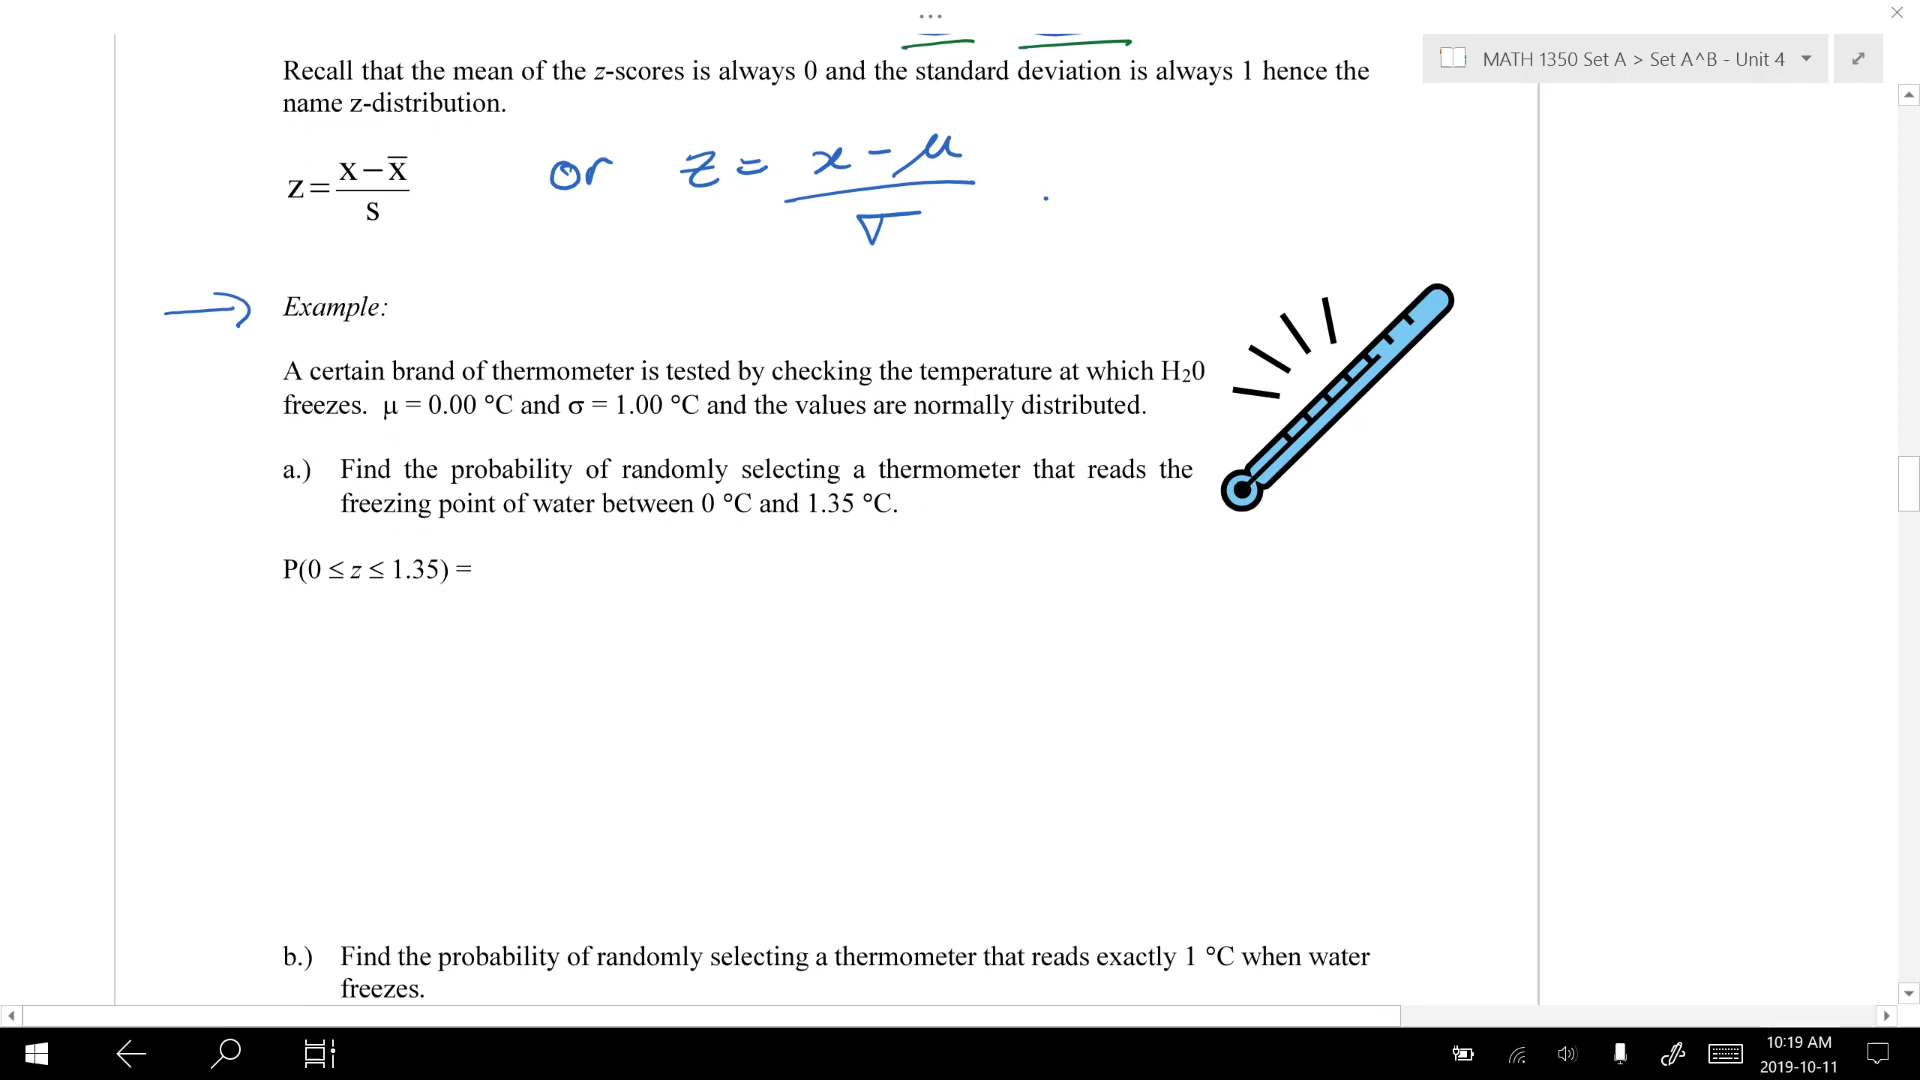 ...
Recall that the mean of the z-scores is always 0 and the standard deviation is always 1 hence the
name z-distribution.
MATH 1350 Set A > Set A^B - Unit 4
z = (x − x̅)/s or z = (x − μ)/σ
Example:
A certain brand of thermometer is tested by checking the temperature at which H₂0
freezes. μ = 0.00 °C and σ = 1.00 °C and the values are normally distributed.
a.) Find the probability of randomly selecting a thermometer that reads the
freezing point of water between 0 °C and 1.35 °C.
P(0 ≤ z ≤ 1.35) =
b.) Find the probability of randomly selecting a thermometer that reads exactly 1 °C when water
freezes.
10:19 AM
2019-10-11